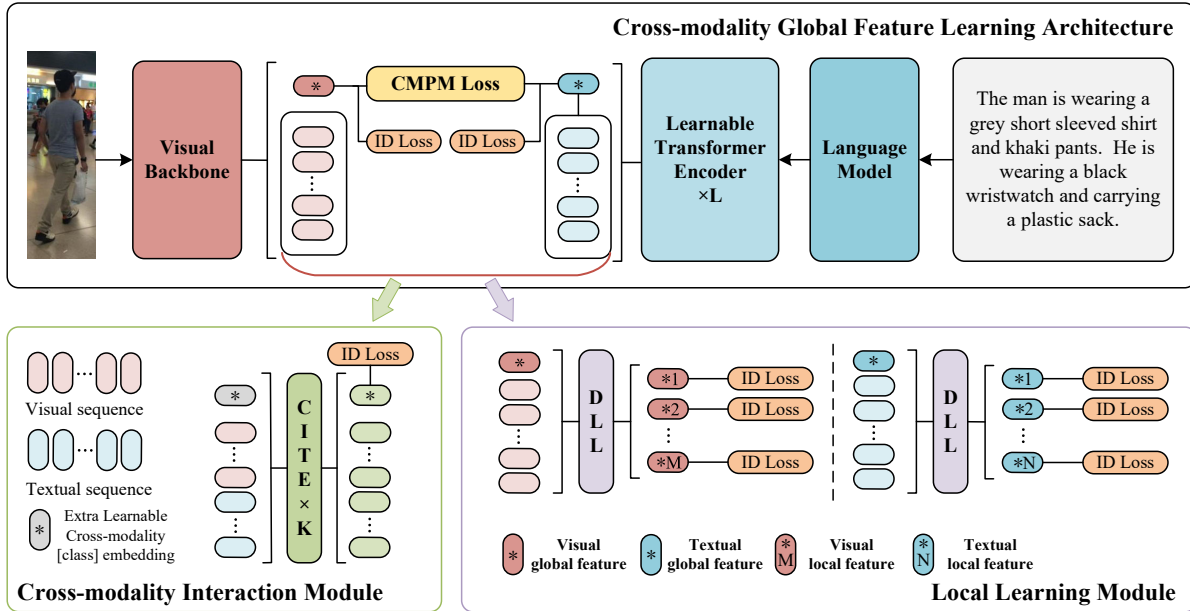 Cross-modality Global Feature Learning Architecture
Visual
Backbone
*
CMPM Loss
*
ID Loss
ID Loss
Learnable
Transformer
Encoder
×L
Language
Model
The man is wearing a
grey short sleeved shirt
and khaki pants. He is
wearing a black
wristwatch and carrying
a plastic sack.
Visual sequence
Textual sequence
*
Extra Learnable
Cross-modality
[class] embedding
*
C
I
T
E
×
K
ID Loss
*
Cross-modality Interaction Module
*
D
L
L
*1
ID Loss
*2
ID Loss
*M
ID Loss
*
D
L
L
*1
ID Loss
*2
ID Loss
*N
ID Loss
*
Visual
global feature
*
Textual
global feature
*
M
Visual
local feature
*
N
Textual
local feature
Local Learning Module